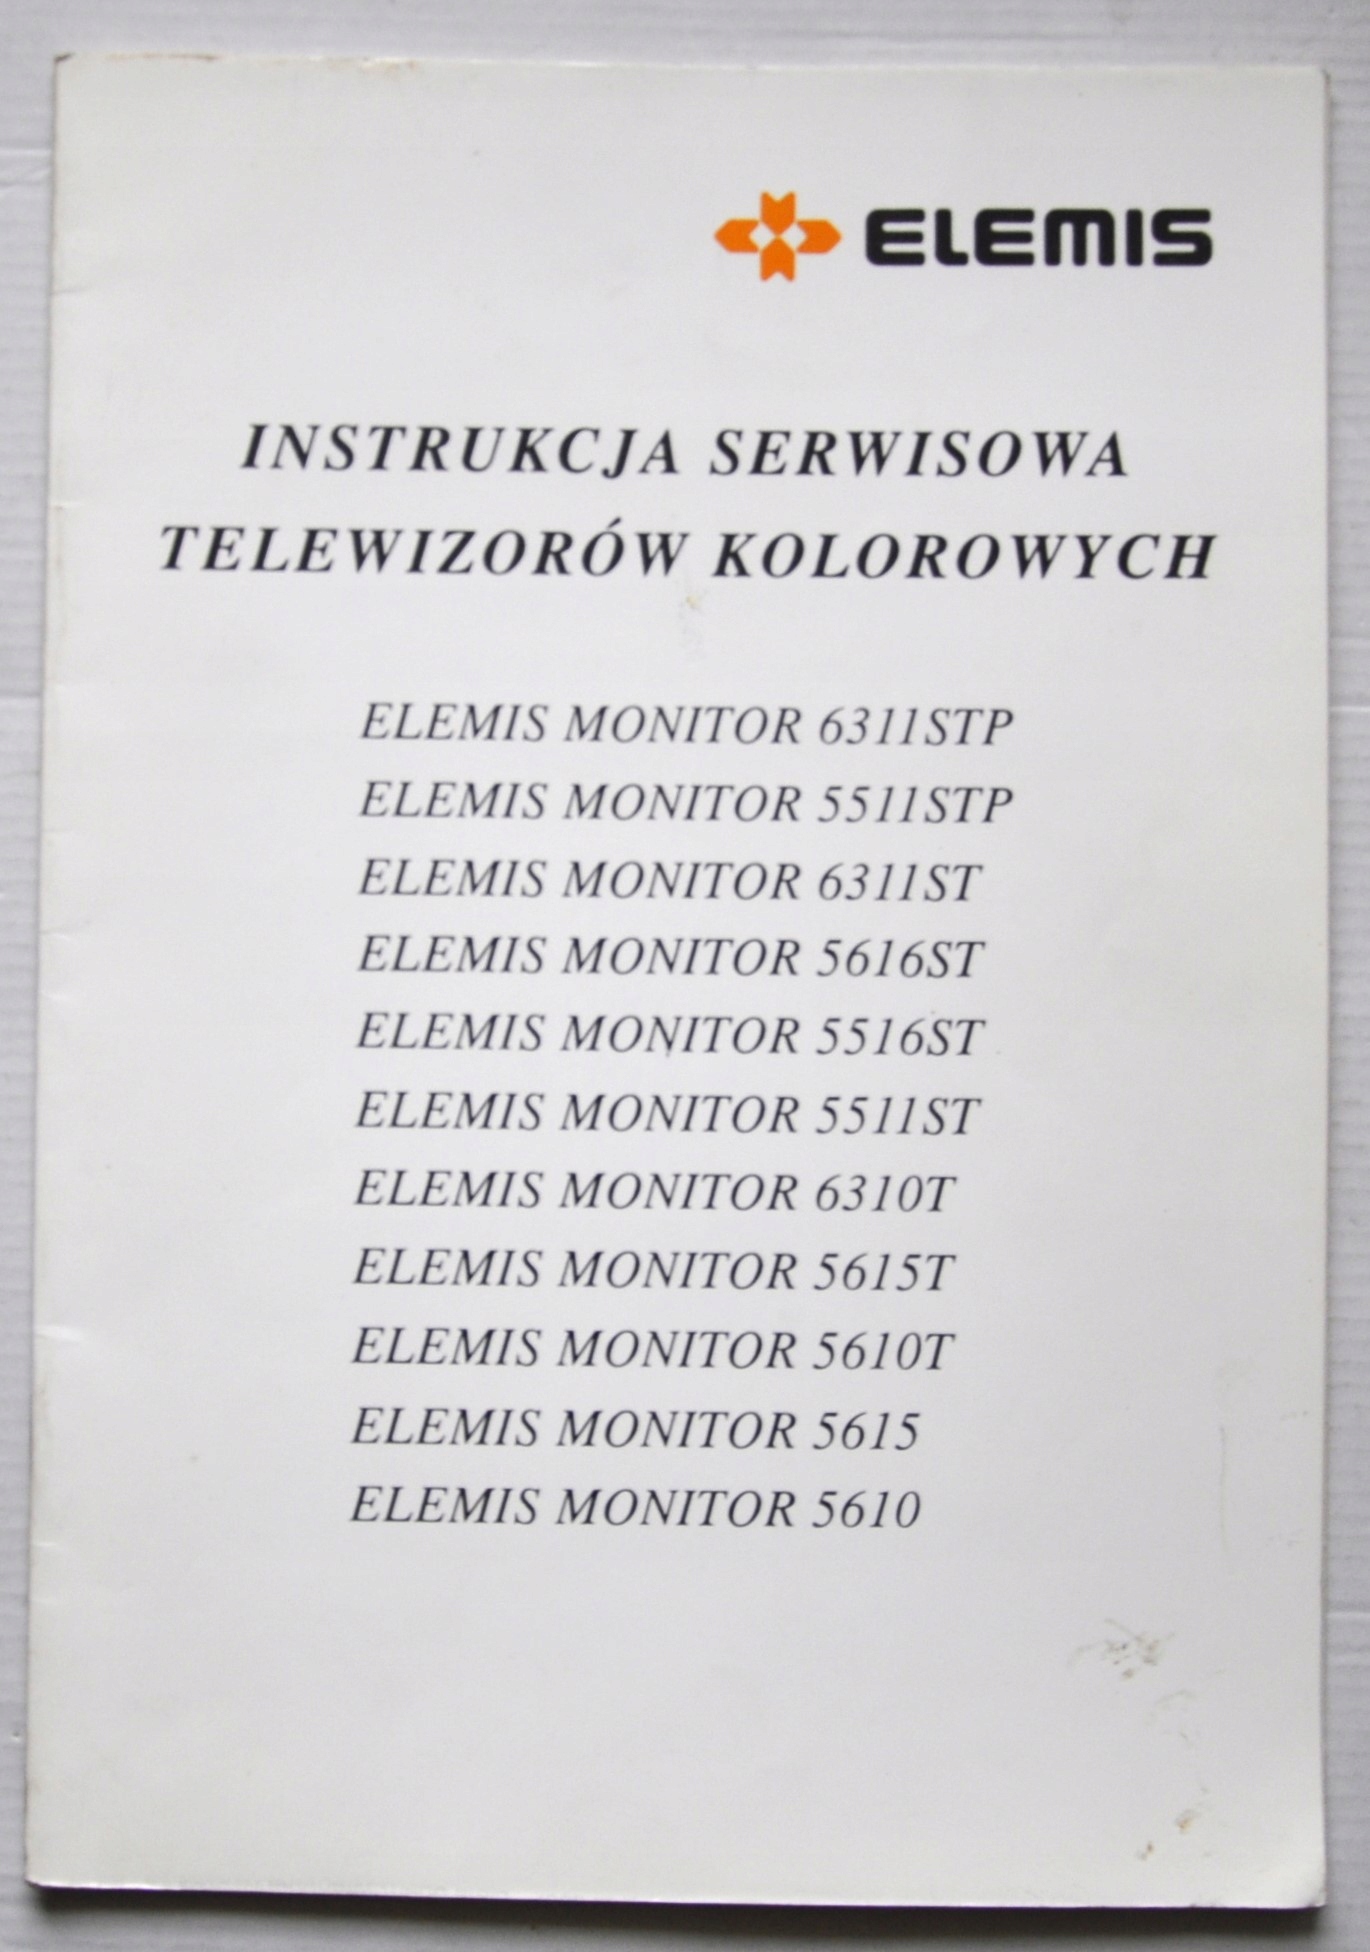 ELEMIS
INSTRUKCJA SERWISOWA
TELEWIZORÓW KOLOROWYCH
ELEMIS MONITOR 6311STP
ELEMIS MONITOR 5511STP
ELEMIS MONITOR 6311ST
ELEMIS MONITOR 5616ST
ELEMIS MONITOR 5516ST
ELEMIS MONITOR 5511ST
ELEMIS MONITOR 6310T
ELEMIS MONITOR 5615T
ELEMIS MONITOR 5610T
ELEMIS MONITOR 5615
ELEMIS MONITOR 5610